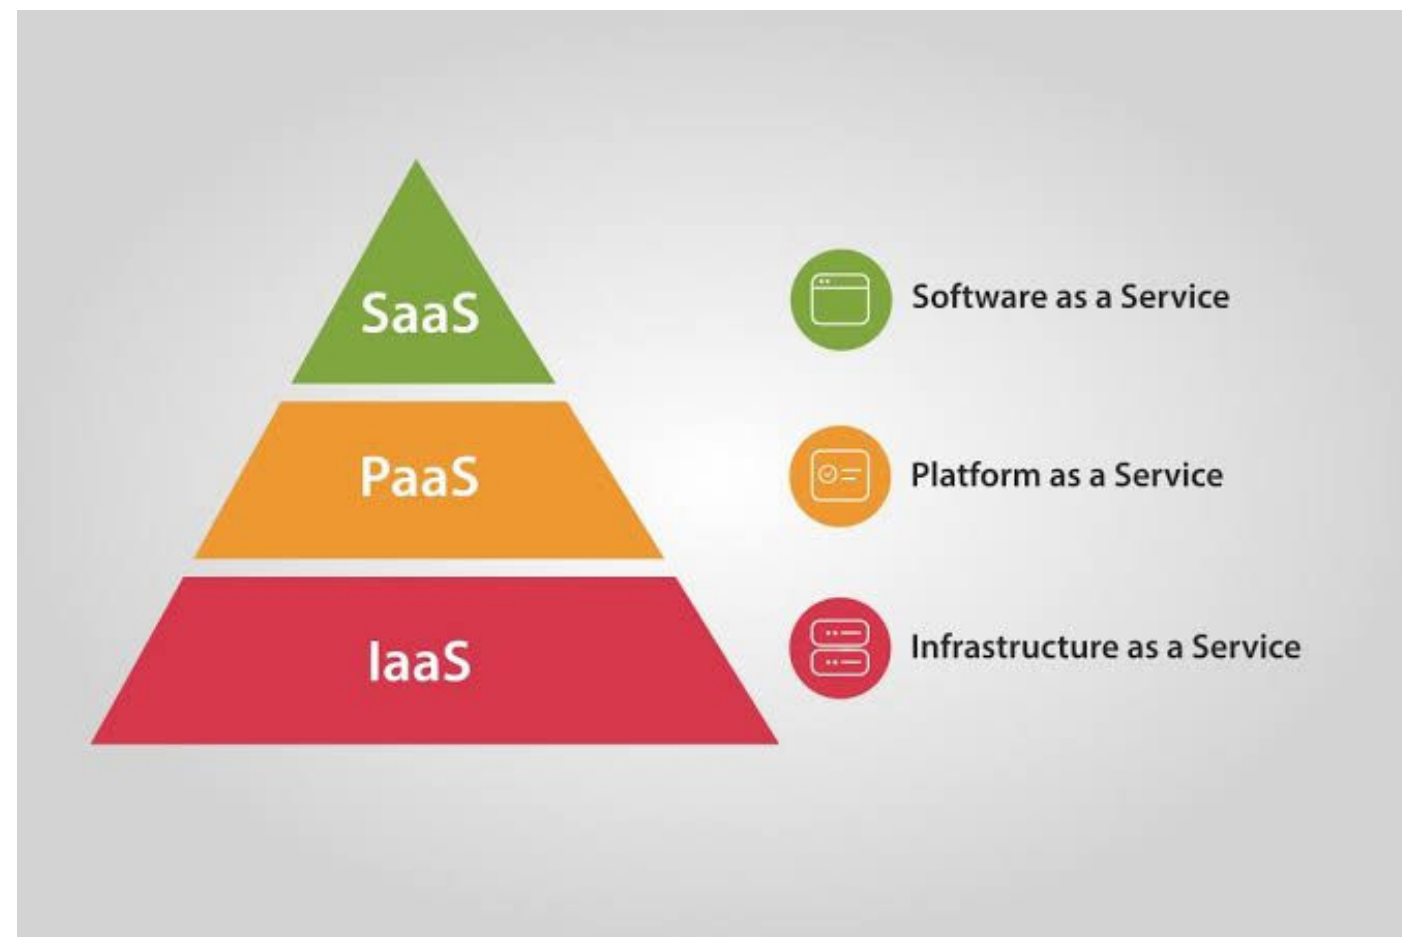 SaaS
Software as a Service
PaaS
Platform as a Service
IaaS
Infrastructure as a Service